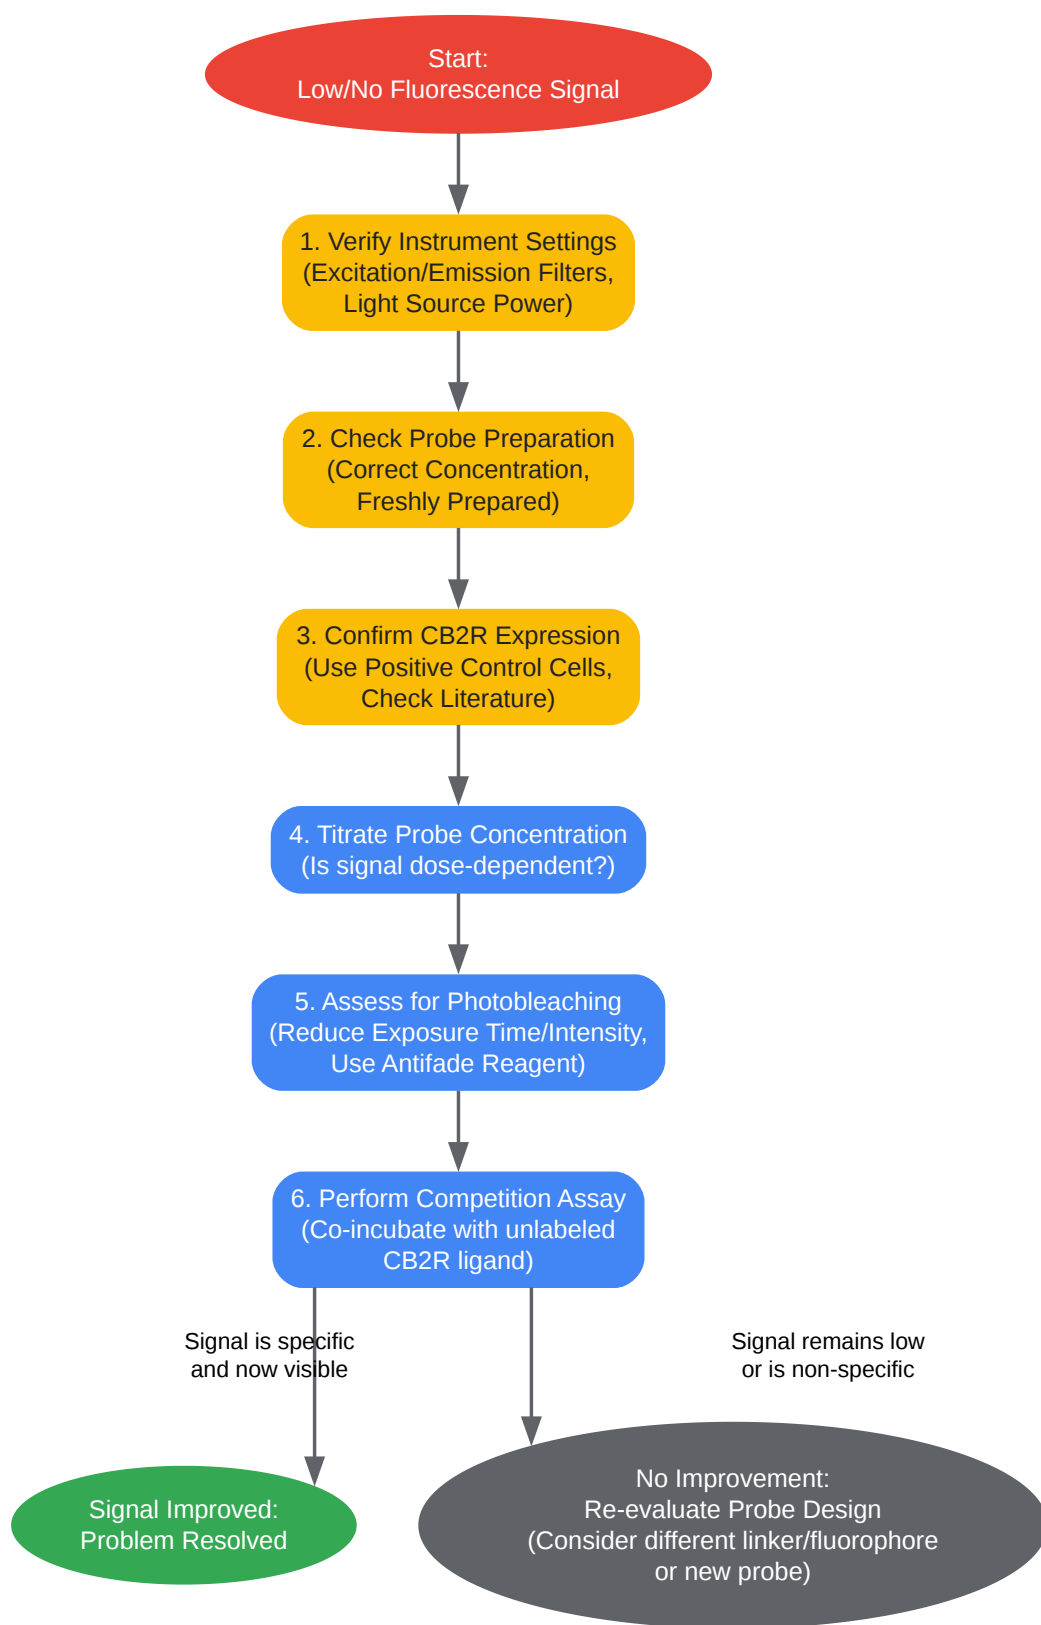 Start:
Low/No Fluorescence Signal
1. Verify Instrument Settings
(Excitation/Emission Filters,
Light Source Power)
2. Check Probe Preparation
(Correct Concentration,
Freshly Prepared)
3. Confirm CB2R Expression
(Use Positive Control Cells,
Check Literature)
4. Titrate Probe Concentration
(Is signal dose-dependent?)
5. Assess for Photobleaching
(Reduce Exposure Time/Intensity,
Use Antifade Reagent)
6. Perform Competition Assay
(Co-incubate with unlabeled
CB2R ligand)
Signal is specific
and now visible
Signal remains low
or is non-specific
Signal Improved:
Problem Resolved
No Improvement:
Re-evaluate Probe Design
(Consider different linker/fluorophore
or new probe)